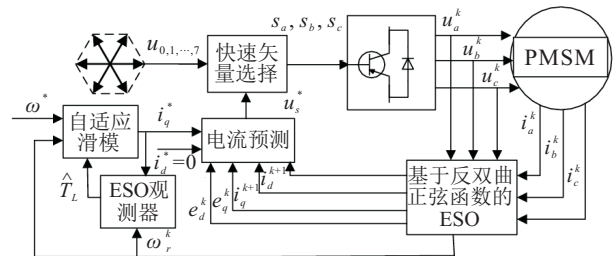 s_a, s_b, s_c
u_a^k
u_b^k
u_c^k
PMSM
u_{0,1,···,7}
快速矢
量选择
ω^*
i_q^*
u_s^*
自适应
滑模
电流预测
i_d^*=0
i_a^k
i_b^k
i_c^k
T̂_L
ESO观
测器
e_d^k
e_q^k
i_q^{k+1}
i_d^{k+1}
基于反双曲
正弦函数的
ESO
ω_r^k